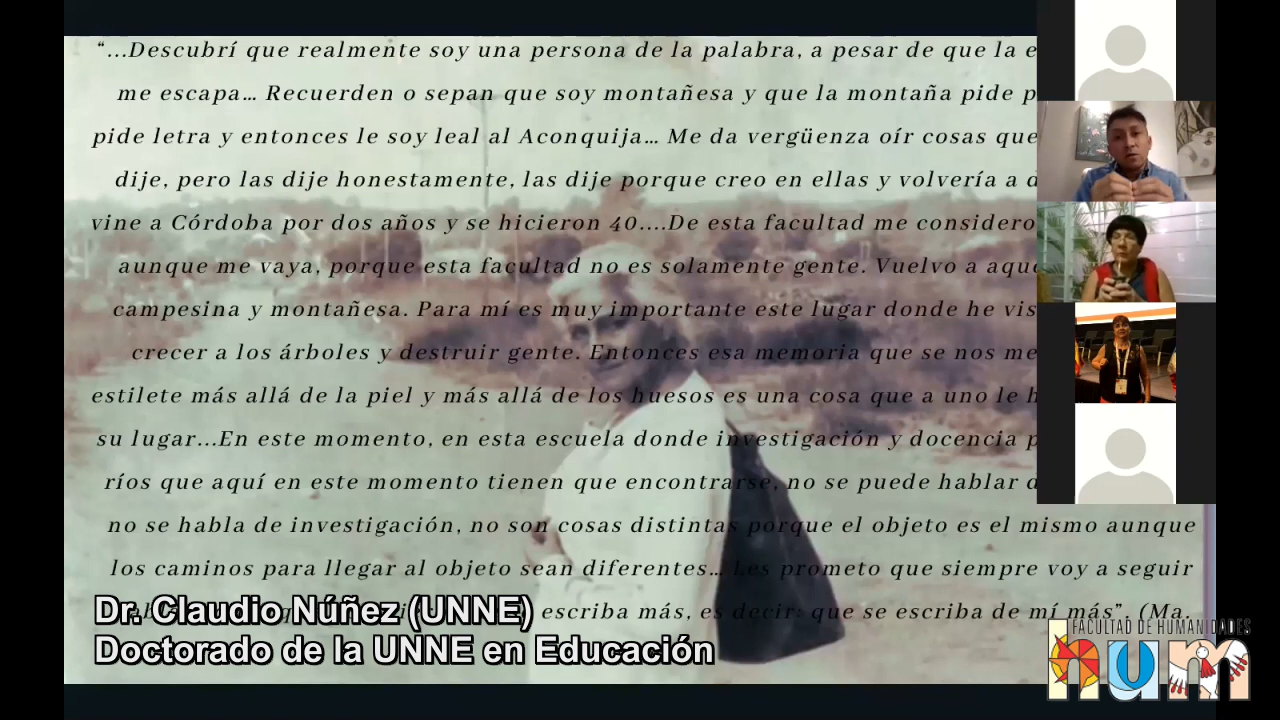 “...Descubrí que realmente soy una persona de la palabra, a pesar de que la e
me escapa... Recuerden o sepan que soy montañesa y que la montaña pide p
pide letra y entonces le soy leal al Aconquija... Me da vergüenza oír cosas que
dije, pero las dije honestamente, las dije porque creo en ellas y volvería a d
vine a Córdoba por dos años y se hicieron 40....De esta facultad me considero
aunque me vaya, porque esta facultad no es solamente gente. Vuelvo a aque
campesina y montañesa. Para mí es muy importante este lugar donde he vis
crecer a los árboles y destruir gente. Entonces esa memoria que se nos me
estilete más allá de la piel y más allá de los huesos es una cosa que a uno le h
su lugar...En este momento, en esta escuela donde investigación y docencia p
ríos que aquí en este momento tienen que encontrarse, no se puede hablar d
no se habla de investigación, no son cosas distintas porque el objeto es el mismo aunque
los caminos para llegar al objeto sean diferentes... Les prometo que siempre voy a seguir
escriba más, es decir: que se escriba de mí más”. (Ma.
Dr. Claudio Núñez (UNNE)
Doctorado de la UNNE en Educación
FACULTAD DE HUMANIDADES
hum